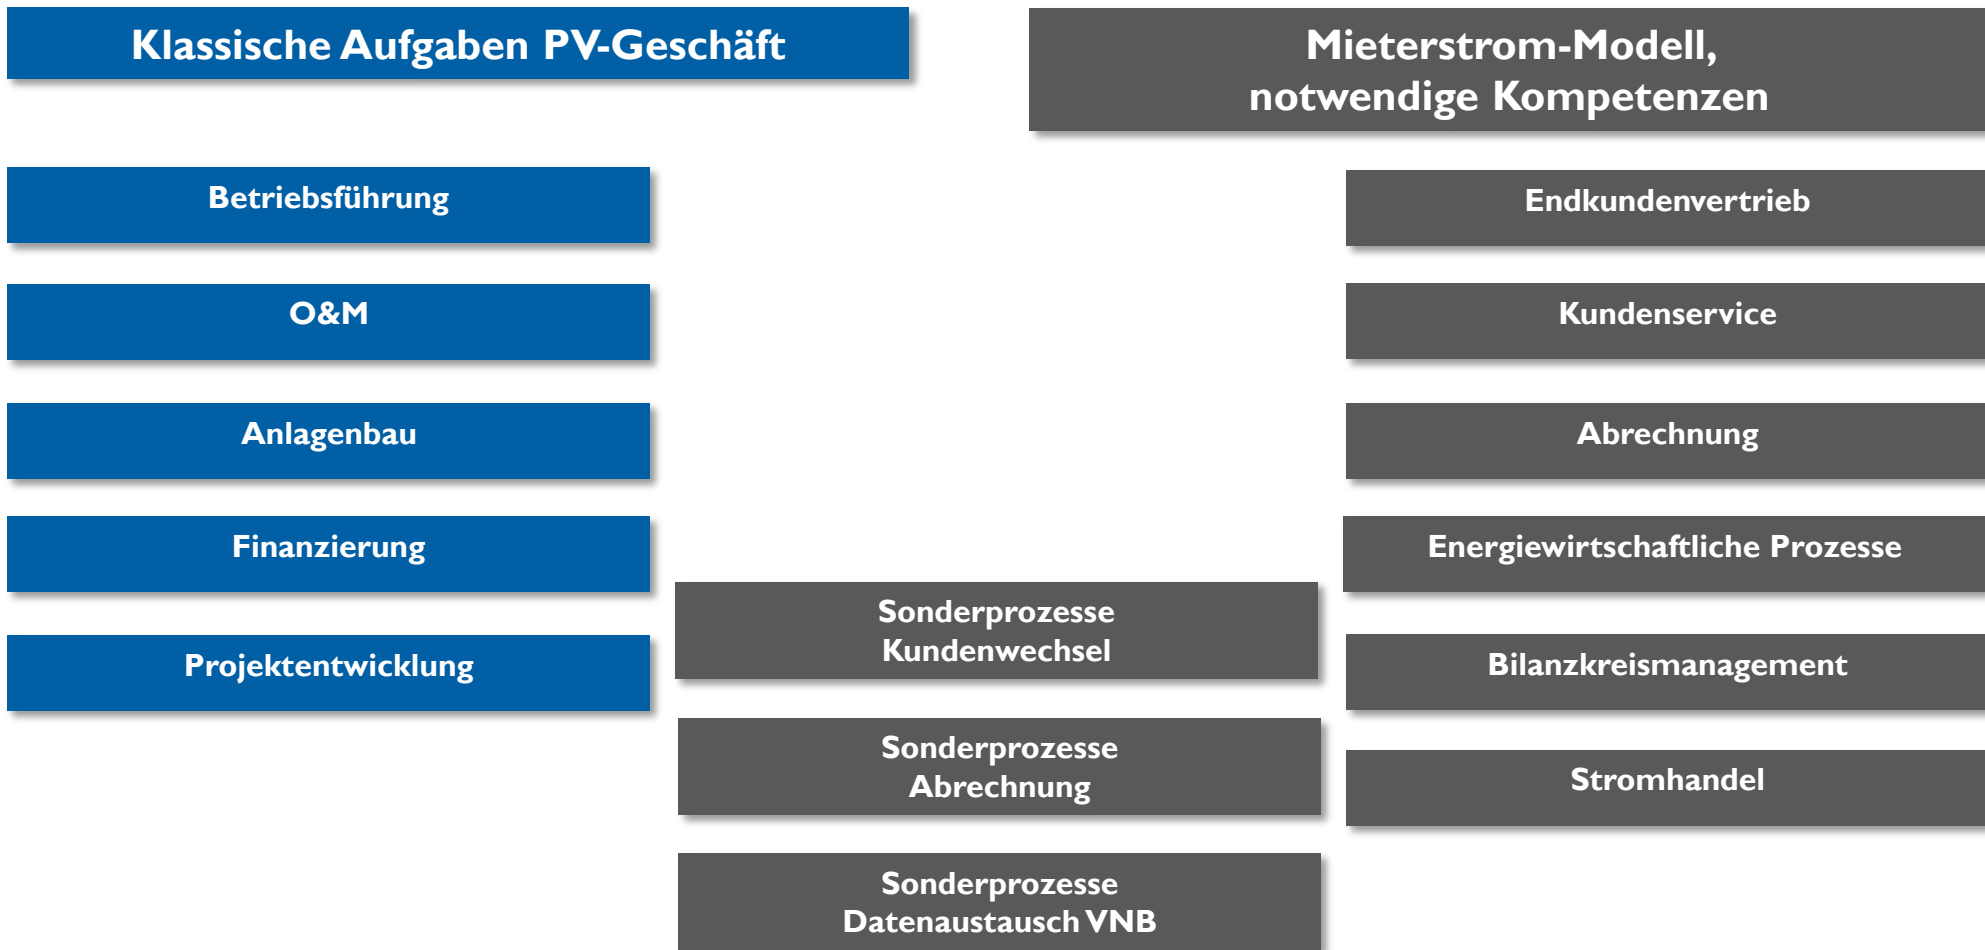 Klassische Aufgaben PV-Geschäft
Mieterstrom-Modell,
notwendige Kompetenzen
Betriebsführung
O&M
Anlagenbau
Finanzierung
Projektentwicklung
Sonderprozesse
Kundenwechsel
Sonderprozesse
Abrechnung
Sonderprozesse
Datenaustausch VNB
Endkundenvertrieb
Kundenservice
Abrechnung
Energiewirtschaftliche Prozesse
Bilanzkreismanagement
Stromhandel